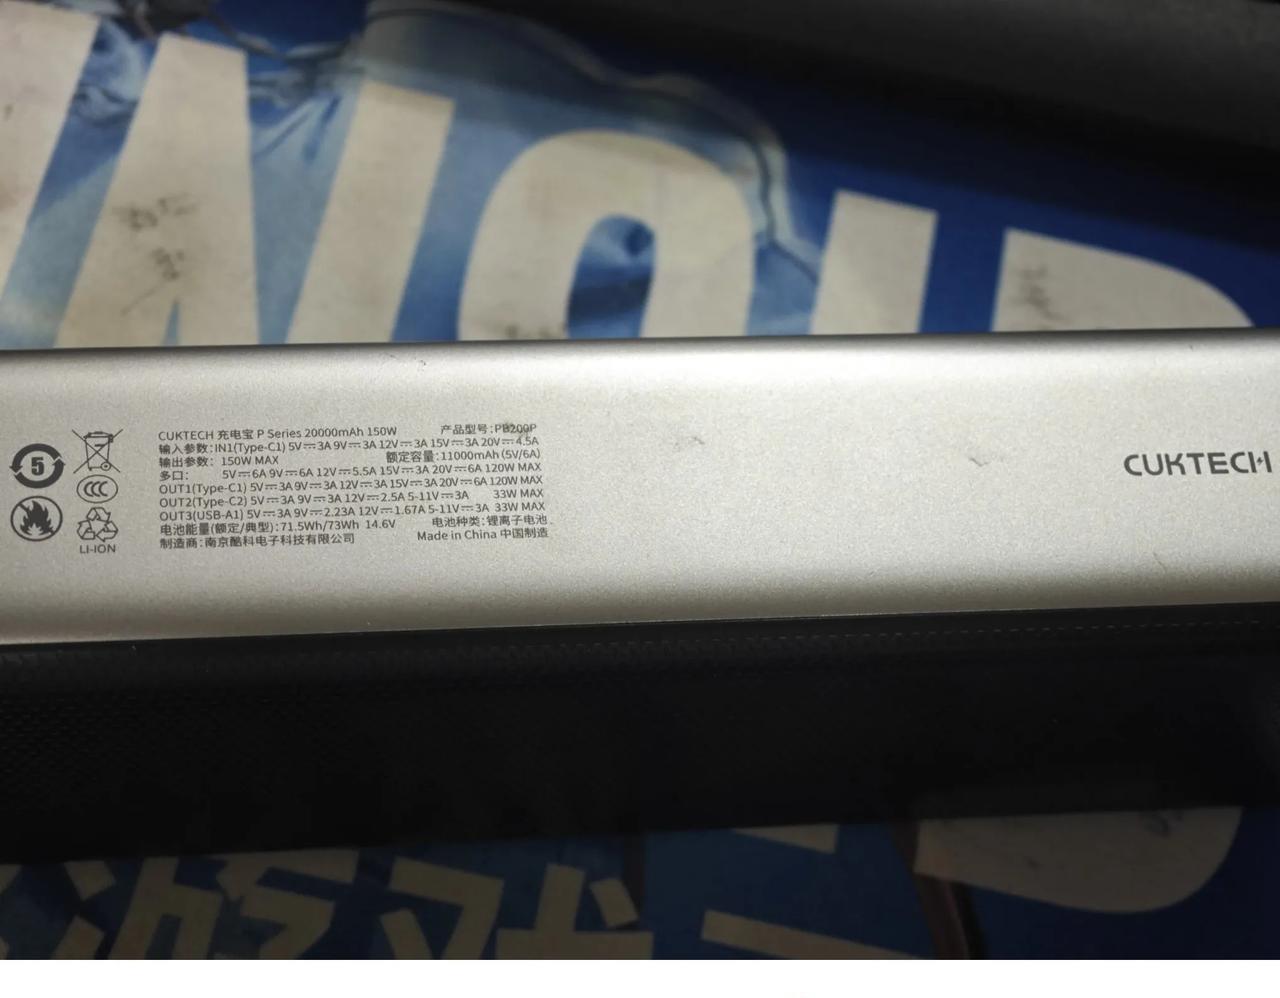 CUKTECH 充电宝 P Series 20000mAh 150W 产品型号:PB200P
输入参数:IN1(Type-C1) 5V⎓3A 9V⎓3A 12V⎓3A 15V⎓3A 20V⎓4.5A
输出参数: 150W MAX 额定容量:11000mAh (5V/6A)
多口: 5V⎓6A 9V⎓6A 12V⎓5.5A 15V⎓3A 20V⎓6A 120W MAX
OUT1(Type-C1) 5V⎓3A 9V⎓3A 12V⎓3A 15V⎓3A 20V⎓6A 120W MAX
OUT2(Type-C2) 5V⎓3A 9V⎓3A 12V⎓2.5A 5-11V⎓3A 33W MAX
OUT3(USB-A1) 5V⎓3A 9V⎓2.23A 12V⎓1.67A 5-11V⎓3A 33W MAX
电池能量(额定/典型):71.5Wh/73Wh 14.6V 电池种类:锂离子电池
制造商:南京酷科电子科技有限公司 Made in China 中国制造
5
CCC
LI-ION
CUKTECH